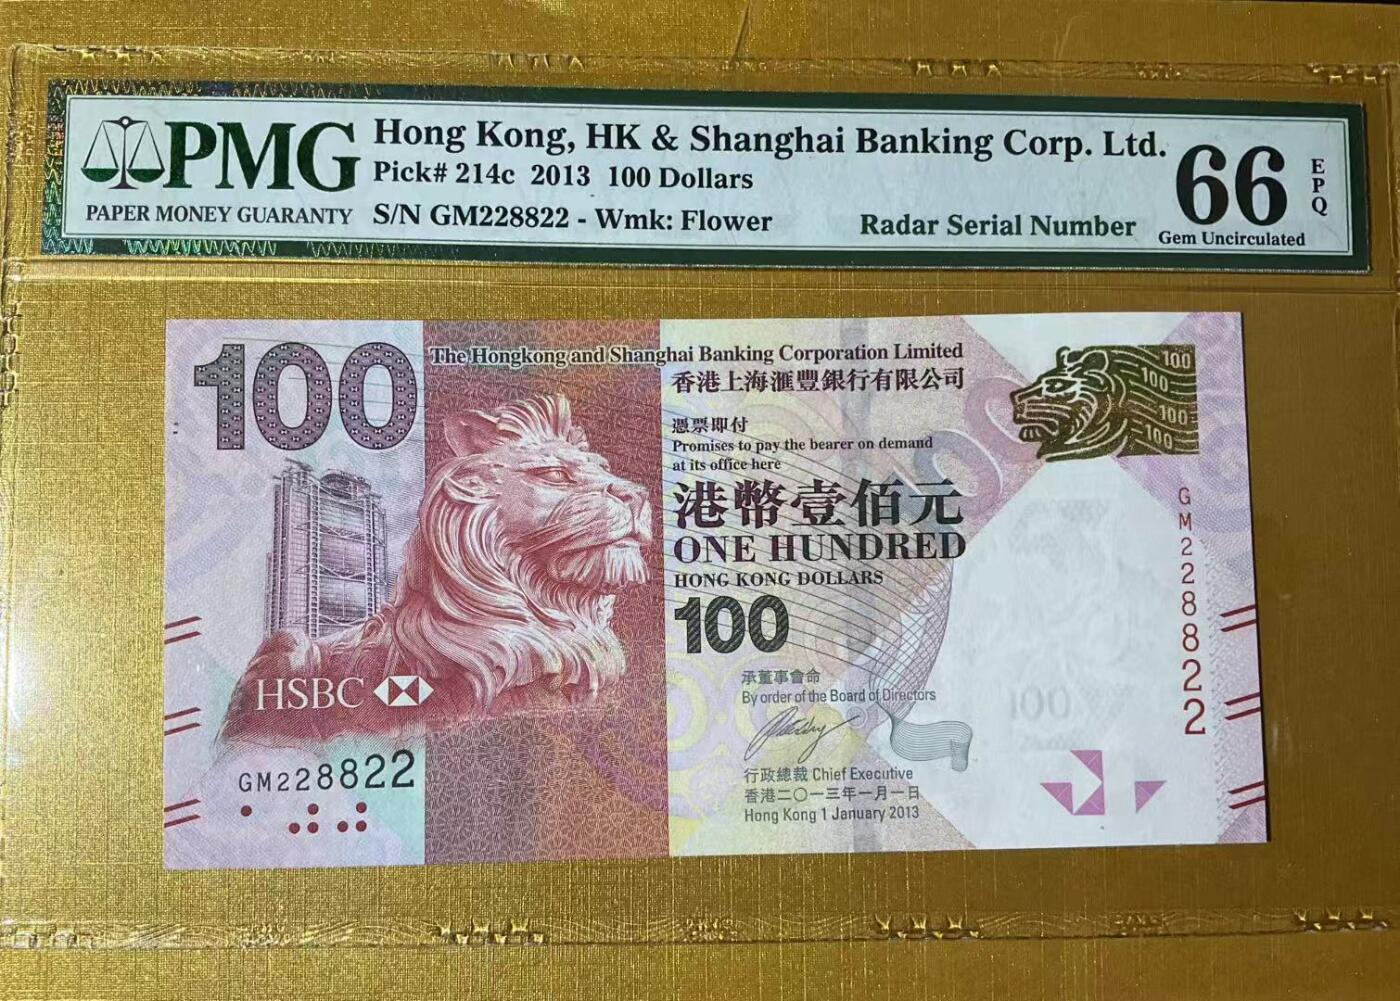 PMG
PAPER MONEY GUARANTY
Hong Kong, HK & Shanghai Banking Corp. Ltd.
Pick# 214c 2013 100 Dollars
S/N GM228822 - Wmk: Flower
Radar Serial Number
66
EPQ
Gem Uncirculated
100
The Hongkong and Shanghai Banking Corporation Limited
香港上海滙豐銀行有限公司
100
100
100
100
憑票即付
Promises to pay the bearer on demand
at its office here
港幣壹佰元
ONE HUNDRED
HONG KONG DOLLARS
100
GM228822
承董事會命
By order of the Board of Directors
HSBC
GM228822
行政總裁 Chief Executive
香港二〇一三年一月一日
Hong Kong 1 January 2013